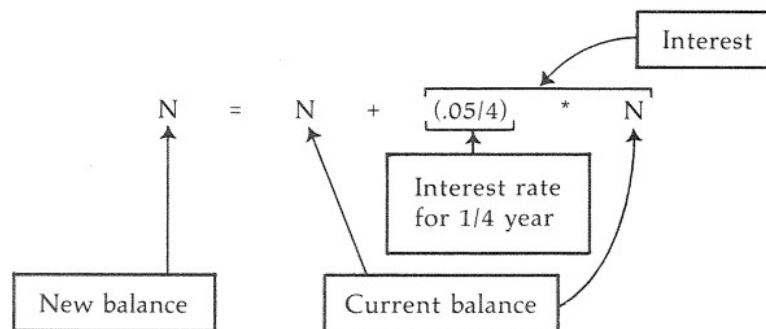 Interest
N = N + (.05/4) * N
Interest rate
for 1/4 year
New balance
Current balance